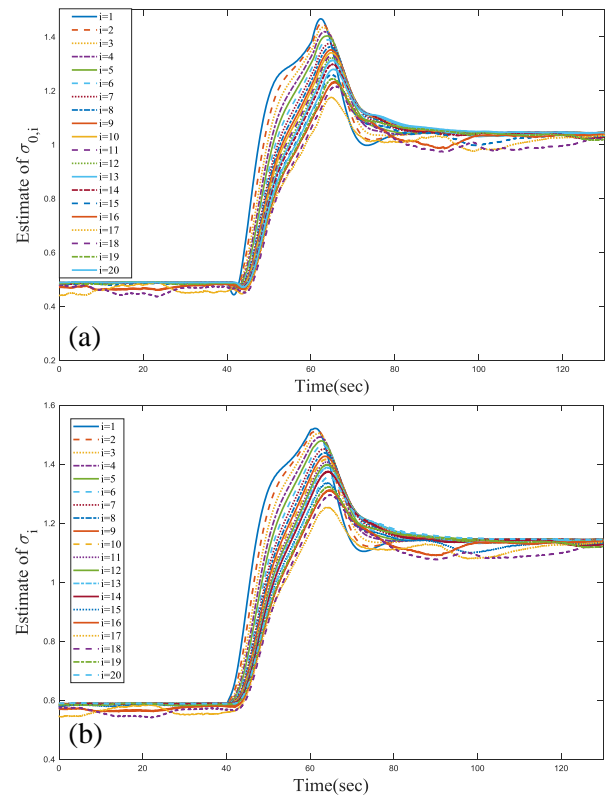 1.4
1.2
1
0.8
0.6
0.4
0.2
Estimate of σ0,i
i=1
i=2
i=3
i=4
i=5
i=6
i=7
i=8
i=9
i=10
i=11
i=12
i=13
i=14
i=15
i=16
i=17
i=18
i=19
i=20
(a)
0 20 40 60 80 100 120
Time(sec)
1.6
1.4
1.2
1
0.8
0.6
0.4
Estimate of σi
i=1
i=2
i=3
i=4
i=5
i=6
i=7
i=8
i=9
i=10
i=11
i=12
i=13
i=14
i=15
i=16
i=17
i=18
i=19
i=20
(b)
0 20 40 60 80 100 120
Time(sec)